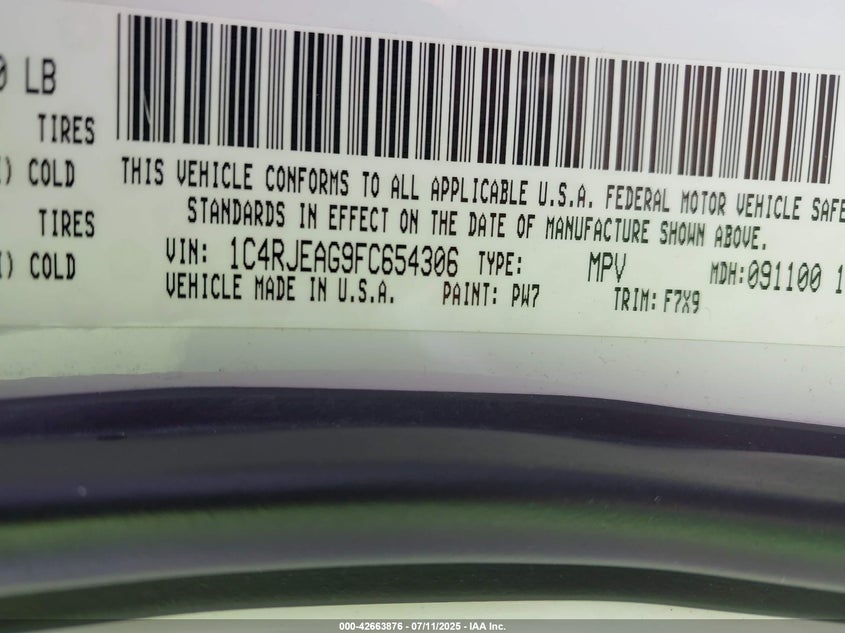 0 LB
TIRES
) COLD
TIRES
) COLD
THIS VEHICLE CONFORMS TO ALL APPLICABLE U.S.A. FEDERAL MOTOR VEHICLE SAFE
STANDARDS IN EFFECT ON THE DATE OF MANUFACTURE SHOWN ABOVE.
VIN: 1C4RJEAG9FC654306 TYPE: MPV MDH:091100 1
VEHICLE MADE IN U.S.A. PAINT: PW7 TRIM: F7X9
000-42663876 - 07/11/2025 - IAA Inc.